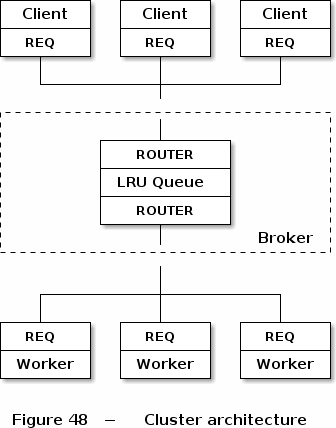 Client Client Client
REQ REQ REQ
ROUTER
LRU Queue
ROUTER
Broker
REQ REQ REQ
Worker Worker Worker
Figure 48 – Cluster architecture